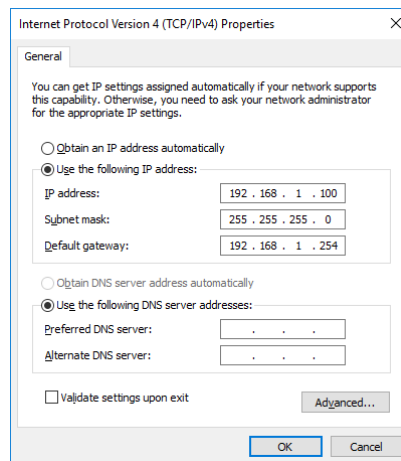 Internet Protocol Version 4 (TCP/IPv4) Properties
General
You can get IP settings assigned automatically if your network supports
this capability. Otherwise, you need to ask your network administrator
for the appropriate IP settings.
Obtain an IP address automatically
Use the following IP address:
IP address: 192 . 168 . 1 . 100
Subnet mask: 255 . 255 . 255 . 0
Default gateway: 192 . 168 . 1 . 254
Obtain DNS server address automatically
Use the following DNS server addresses:
Preferred DNS server: . . .
Alternate DNS server: . . .
Validate settings upon exit
Advanced...
OK Cancel